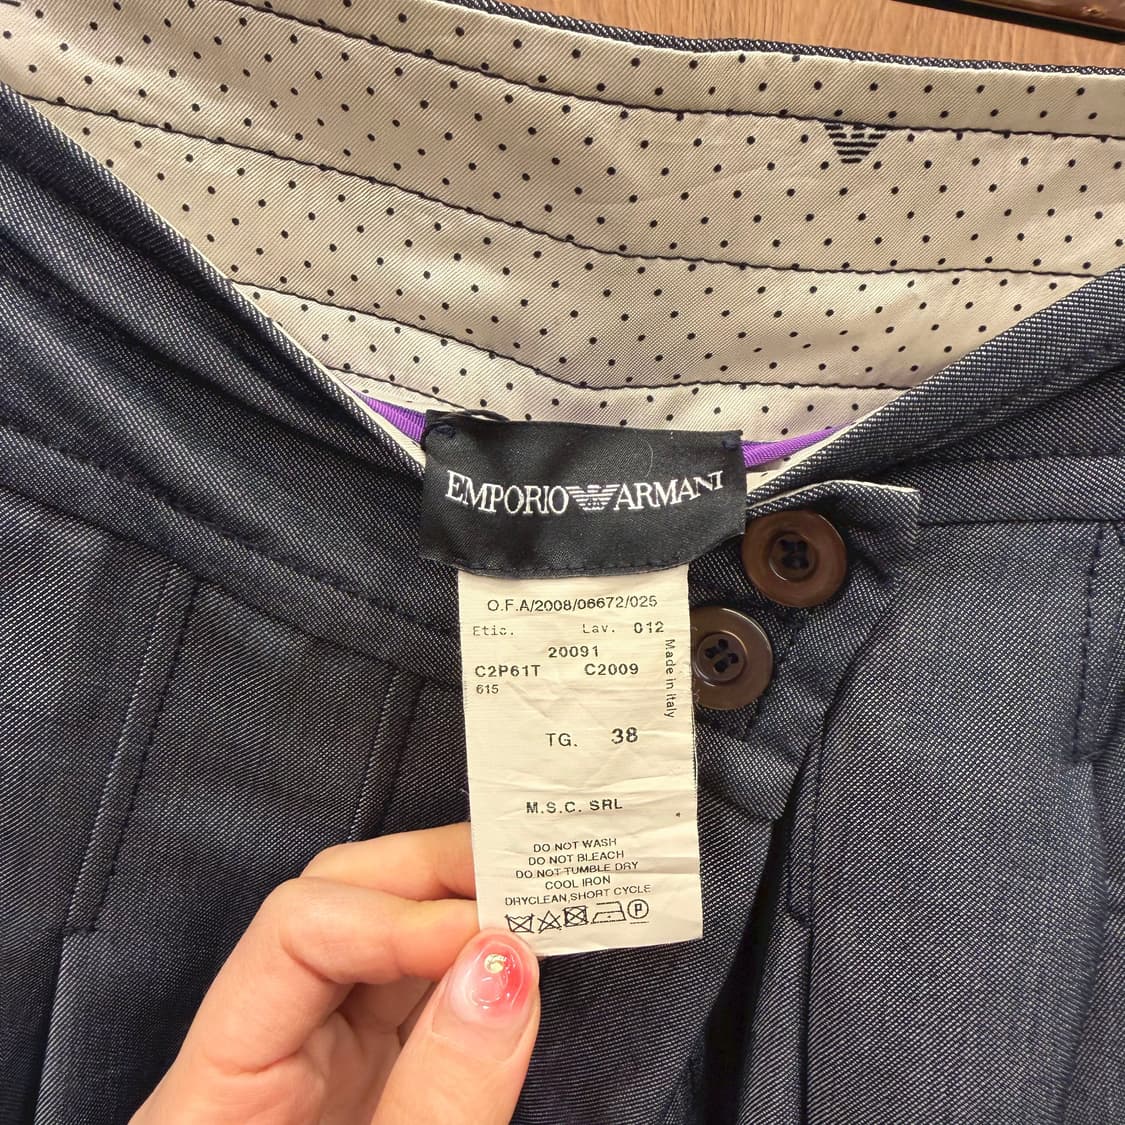 EMPORIO ARMANI
O.F.A/2008/06672/025
Etic. Lav. 012
20091
C2P61T C2009
615
Made in Italy
TG. 38
M.S.C. SRL
DO NOT WASH
DO NOT BLEACH
DO NOT TUMBLE DRY
COOL IRON
DRYCLEAN,SHORT CYCLE
P